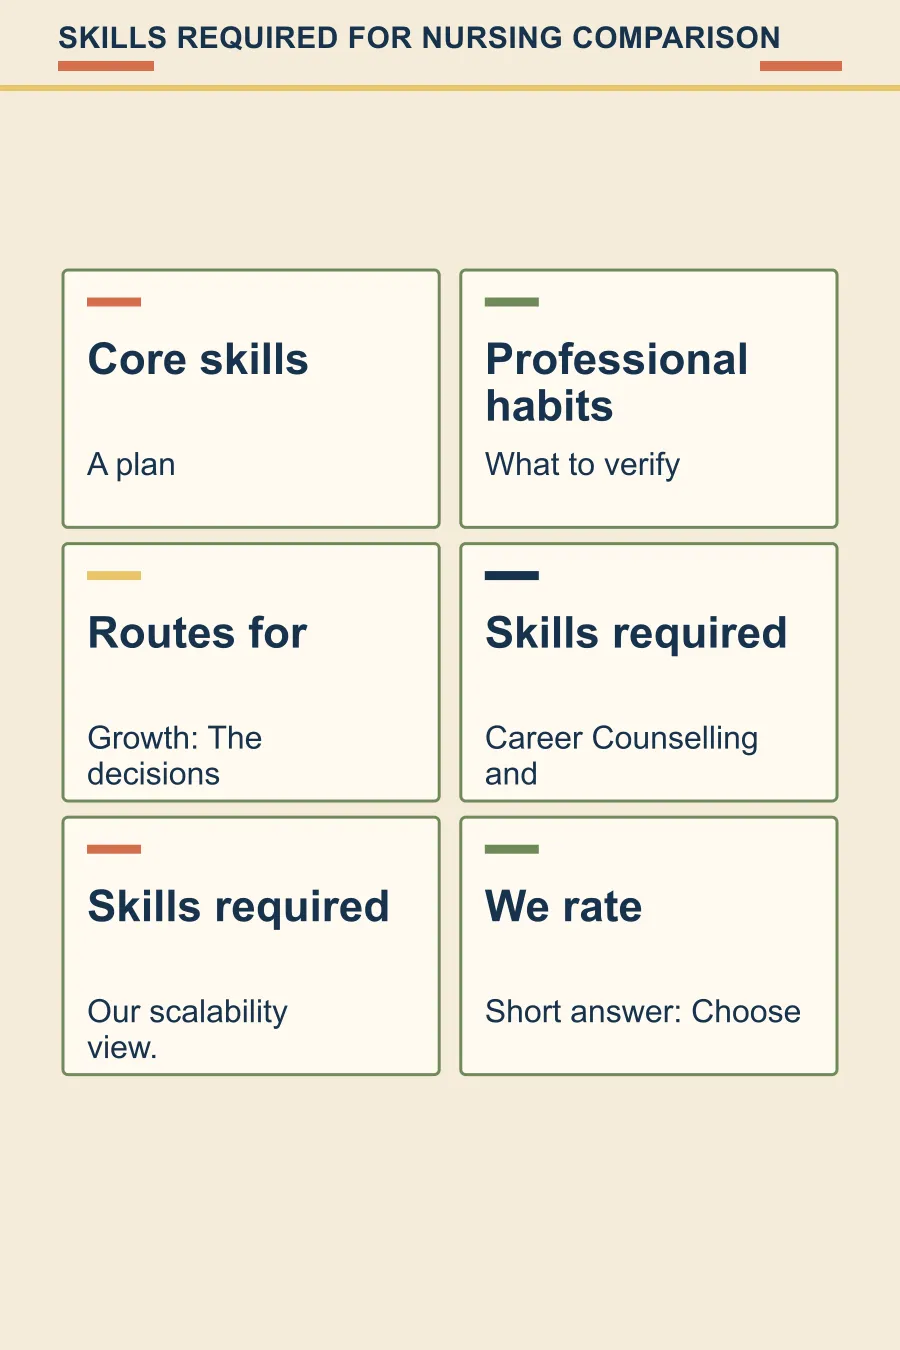 SKILLS REQUIRED FOR NURSING COMPARISON
Core skills
A plan
Professional
habits
What to verify
Routes for
Growth: The
decisions
Skills required
Career Counselling
and
Skills required
Our scalability
view.
We rate
Short answer: Choose